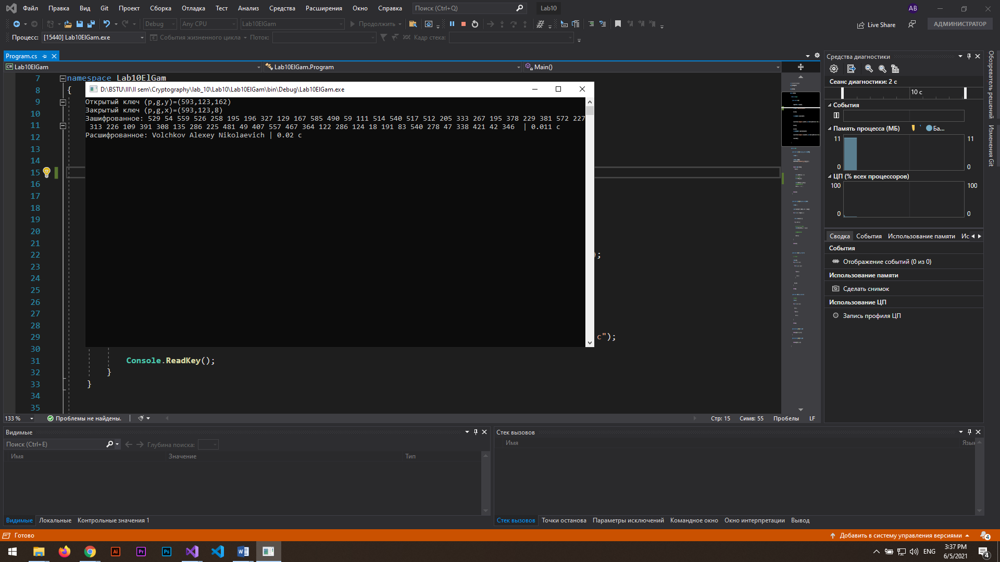 Файл Правка Вид Git Проект Сборка Отладка Тест Анализ Средства Расширения Окно Справка Поиск (Ctrl+Q) Lab10 AB
Debug Any CPU Lab10ElGam Продолжить Live Share АДМИНИСТРАТОР
Процесс: [15440] Lab10ElGam.exe События жизненного цикла Поток: Кадр стека:
Program.cs
Lab10ElGam Lab10ElGam.Program Main()
7 namespace Lab10ElGam
8 {
9
10
11
12
13
14
15
16
17
18
19
20
21
22 );
23
24
25
26
27
28
29 c");
30
31 Console.ReadKey();
32 }
33 }
34
35
D:\BSTU\III\II sem\Cryptography\lab_10\Lab10\Lab10ElGam\bin\Debug\Lab10ElGam.exe
Открытый ключ (p,g,y)=(593,123,162)
Закрытый ключ (p,g,x)=(593,123,8)
Зашифрованное: 529 54 559 526 258 195 196 327 129 167 585 490 59 111 514 540 517 512 205 333 267 195 378 229 381 572 227
313 226 109 391 308 135 286 225 481 49 407 557 467 364 122 286 124 18 191 83 540 278 47 338 421 42 346 | 0.011 с
Расшифрованное: Volchkov Alexey Nikolaevich | 0.02 с
133 % Проблемы не найдены. Стр: 15 Симв: 55 Пробелы LF
Средства диагностики
Сеанс диагностики: 2 с
10 с
События
Память процесса (МБ) Ба...
11 11
0 0
ЦП (% всех процессоров)
100 100
0 0
Сводка События Использование памяти Ис
События
Отображение событий (0 из 0)
Использование памяти
Сделать снимок
Использование ЦП
Запись профиля ЦП
Обозреватель решений
Изменения Git
Видимые
Поиск (Ctrl+E) Глубина поиска:
Имя Значение Тип
Видимые Локальные Контрольные значения 1
Стек вызовов
Имя Язык
Стек вызовов Точки останова Параметры исключений Командное окно Окно интерпретации Вывод
Готово Добавить в систему управления версиями 4
Ai Pr Ps ENG 3:37 PM
6/5/2021 4